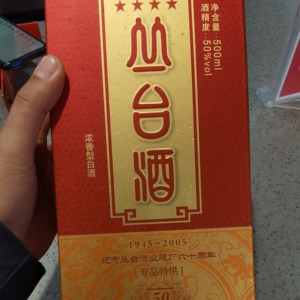 ★★★★
丛台酒
净含量:500ml
酒精度:50%vol
浓香型白酒
1945-2005
纪念丛台酒业建厂六十周年
[专品特供]
50